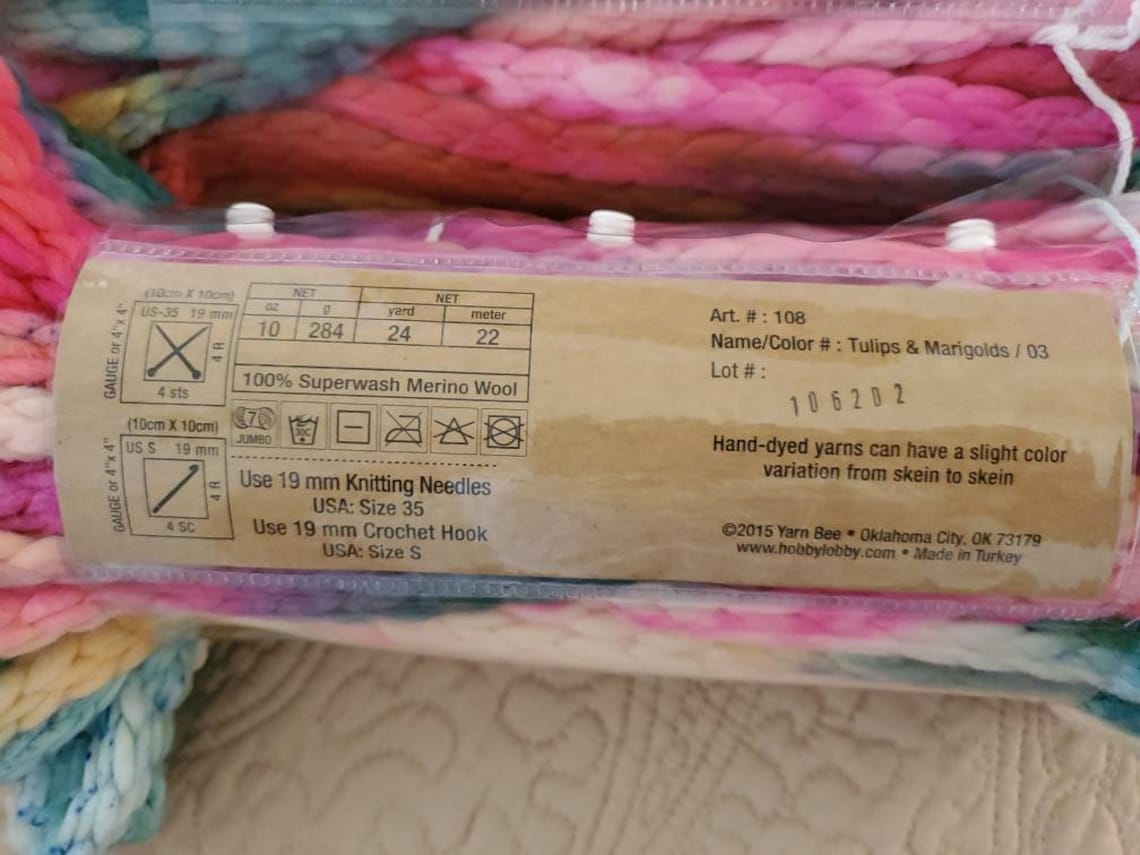 (10cm X 10cm)
GAUGE or 4"x 4"
US-35 19 mm
4 R
4 sts
(10cm X 10cm)
GAUGE or 4"x 4"
US S 19 mm
4 R
4 SC
NET NET
oz g yard meter
10 284 24 22
100% Superwash Merino Wool
7
JUMBO
30C
Use 19 mm Knitting Needles
USA: Size 35
Use 19 mm Crochet Hook
USA: Size S
Art. # : 108
Name/Color # : Tulips & Marigolds / 03
Lot # :
106202
Hand-dyed yarns can have a slight color
variation from skein to skein
©2015 Yarn Bee • Oklahoma City, OK 73179
www.hobbylobby.com • Made in Turkey